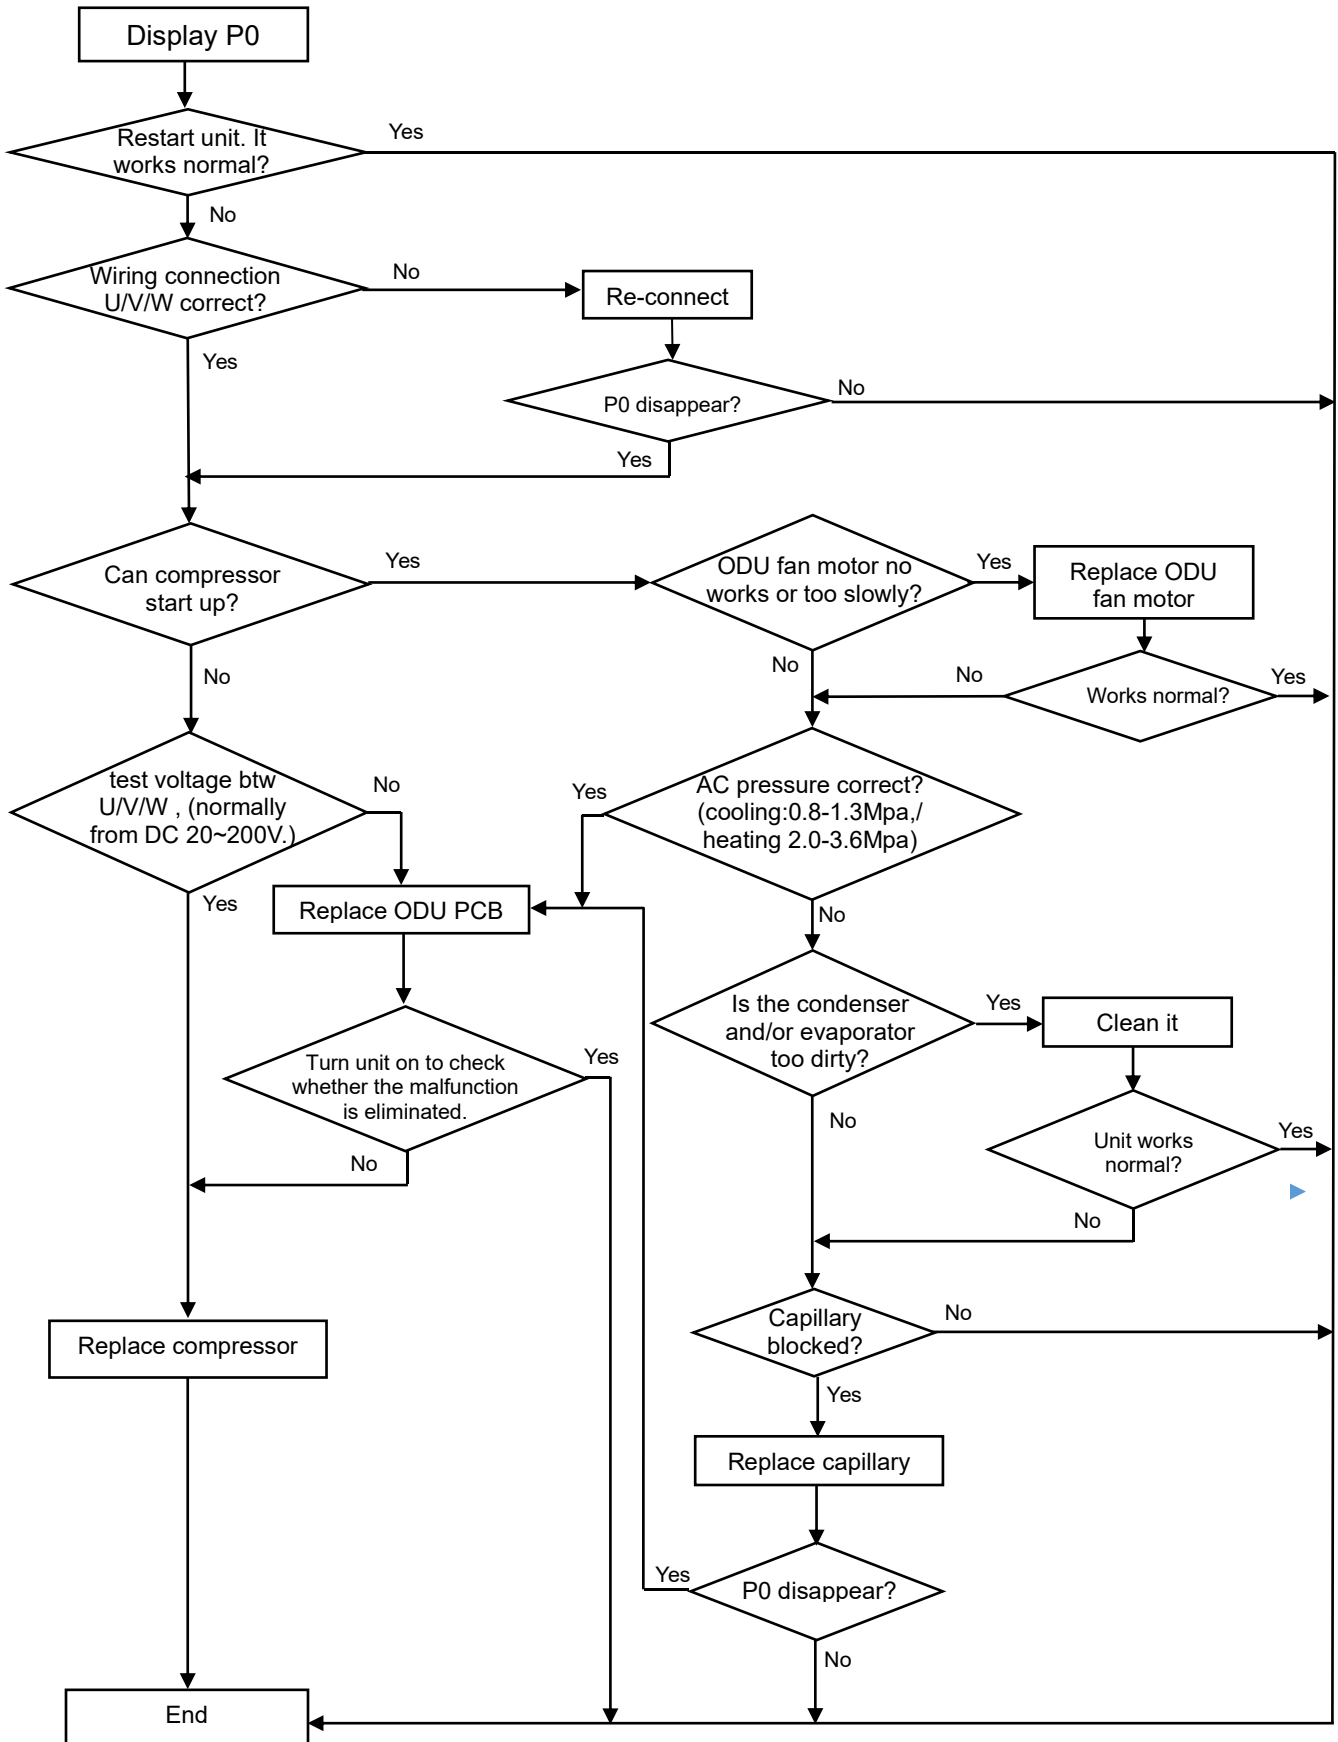 Display P0
Restart unit. It
works normal?
Yes
No
Wiring connection
U/V/W correct?
No
Re-connect
Yes
P0 disappear?
No
Yes
Can compressor
start up?
Yes
ODU fan motor no
works or too slowly?
Yes
Replace ODU
fan motor
No
No
No
Works normal?
Yes
test voltage btw
U/V/W , (normally
from DC 20~200V.)
No
Yes
AC pressure correct?
(cooling:0.8-1.3Mpa,/
heating 2.0-3.6Mpa)
Yes
Replace ODU PCB
No
Is the condenser
and/or evaporator
too dirty?
Yes
Clean it
Turn unit on to check
whether the malfunction
is eliminated.
Yes
No
No
Unit works
normal?
Yes
No
Capillary
blocked?
No
Replace compressor
Yes
Replace capillary
Yes
P0 disappear?
No
End